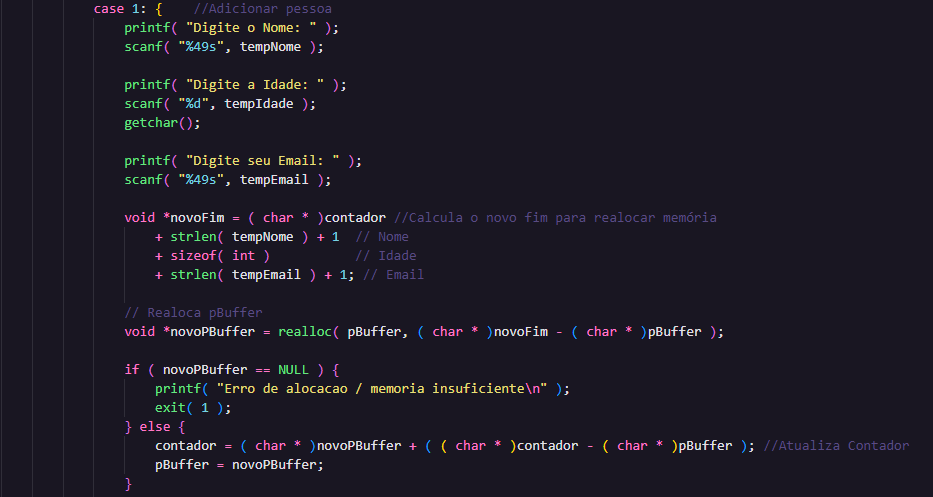 case 1: {    //Adicionar pessoa
    printf( "Digite o Nome: " );
    scanf( "%49s", tempNome );

    printf( "Digite a Idade: " );
    scanf( "%d", tempIdade );
    getchar();

    printf( "Digite seu Email: " );
    scanf( "%49s", tempEmail );

    void *novoFim = ( char * )contador //Calcula o novo fim para realocar memória
        + strlen( tempNome ) + 1  // Nome
        + sizeof( int )           // Idade
        + strlen( tempEmail ) + 1; // Email

    // Realoca pBuffer
    void *novoPBuffer = realloc( pBuffer, ( char * )novoFim - ( char * )pBuffer );

    if ( novoPBuffer == NULL ) {
        printf( "Erro de alocacao / memoria insuficiente\n" );
        exit( 1 );
    } else {
        contador = ( char * )novoPBuffer + ( ( char * )contador - ( char * )pBuffer ); //Atualiza Contador
        pBuffer = novoPBuffer;
    }